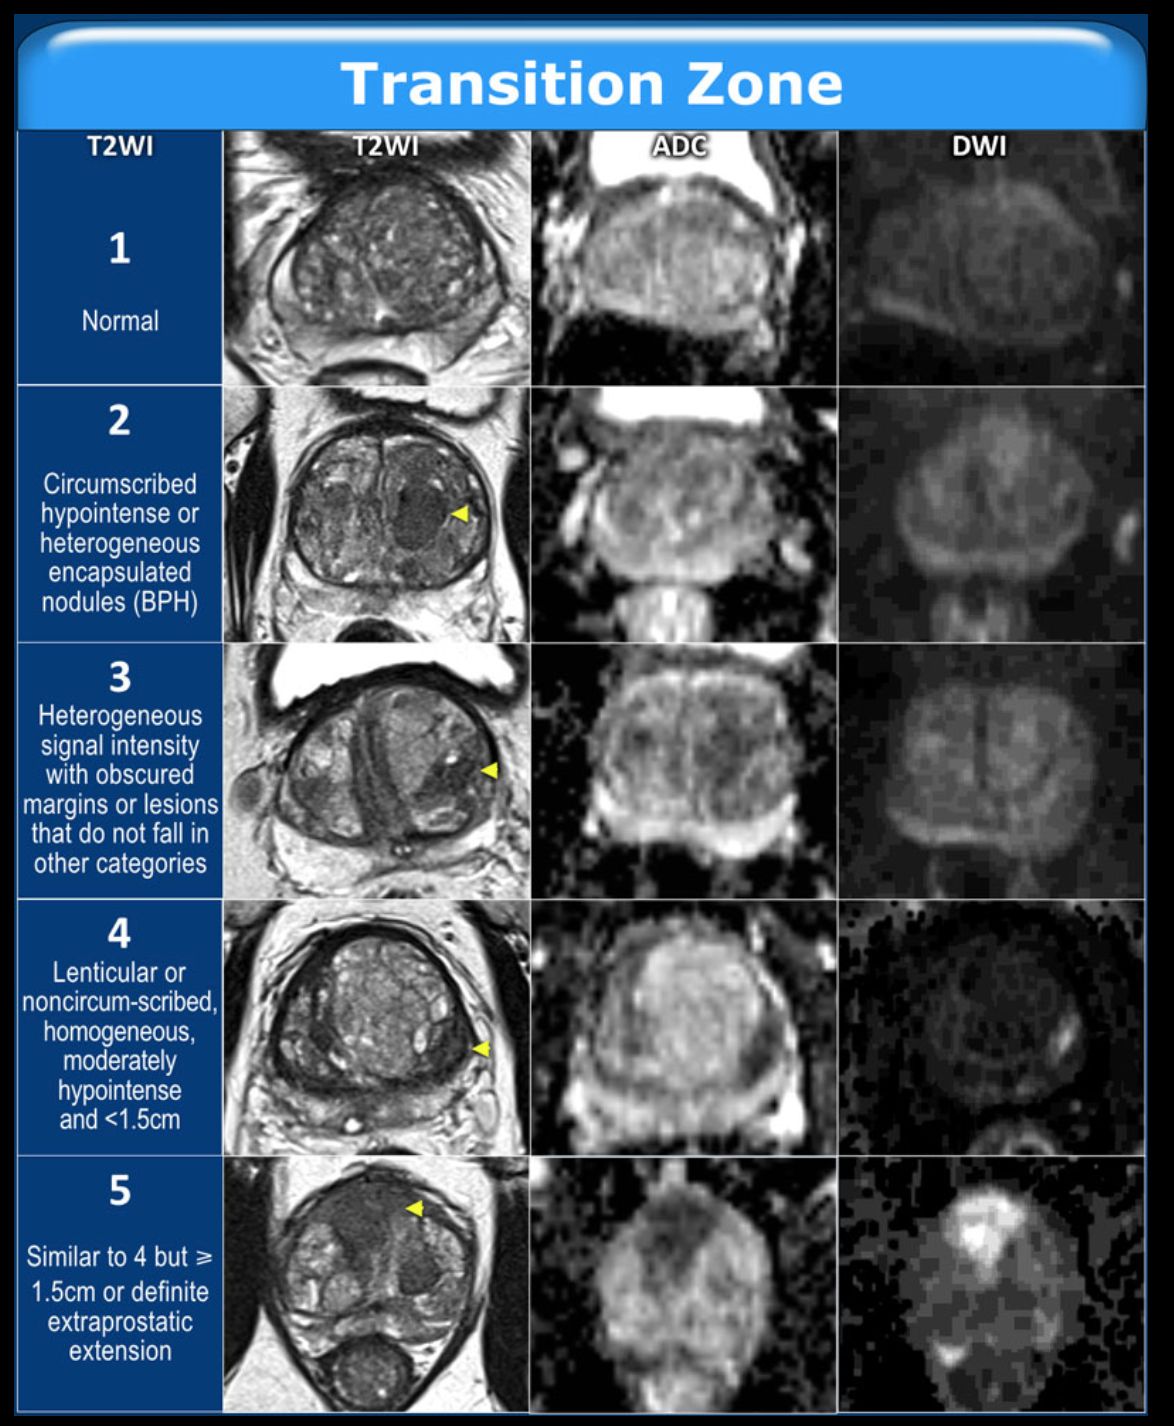 Transition Zone
T2WI
T2WI
ADC
DWI
1
Normal
2
Circumscribed
hypointense or
heterogeneous
encapsulated
nodules (BPH)
3
Heterogeneous
signal intensity
with obscured
margins or lesions
that do not fall in
other categories
4
Lenticular or
noncircum-scribed,
homogeneous,
moderately
hypointense
and <1.5cm
5
Similar to 4 but ⩾
1.5cm or definite
extraprostatic
extension